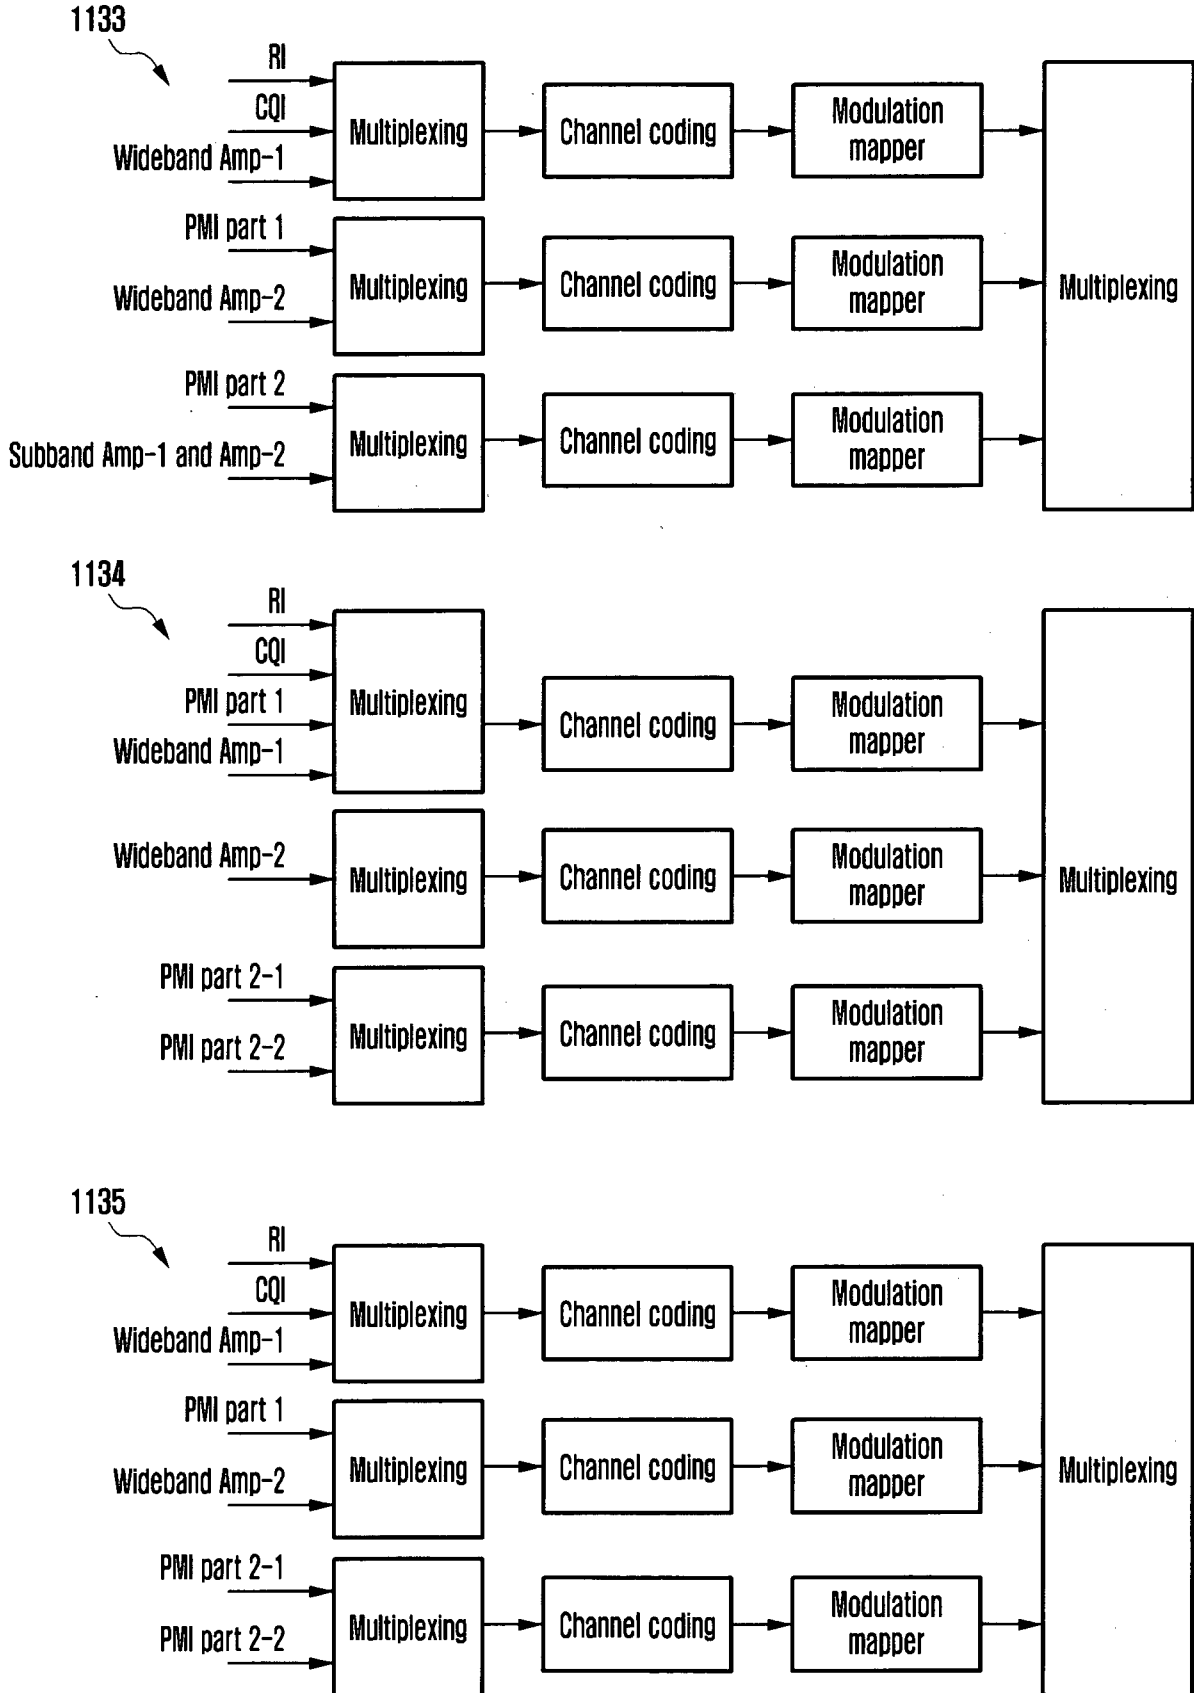 1133
RI
CQI
Wideband Amp-1
Multiplexing
Channel coding
Modulation
mapper
PMI part 1
Wideband Amp-2
Multiplexing
Channel coding
Modulation
mapper
Multiplexing
PMI part 2
Subband Amp-1 and Amp-2
Multiplexing
Channel coding
Modulation
mapper
1134
RI
CQI
PMI part 1
Wideband Amp-1
Multiplexing
Channel coding
Modulation
mapper
Wideband Amp-2
Multiplexing
Channel coding
Modulation
mapper
Multiplexing
PMI part 2-1
PMI part 2-2
Multiplexing
Channel coding
Modulation
mapper
1135
RI
CQI
Wideband Amp-1
Multiplexing
Channel coding
Modulation
mapper
PMI part 1
Wideband Amp-2
Multiplexing
Channel coding
Modulation
mapper
Multiplexing
PMI part 2-1
PMI part 2-2
Multiplexing
Channel coding
Modulation
mapper